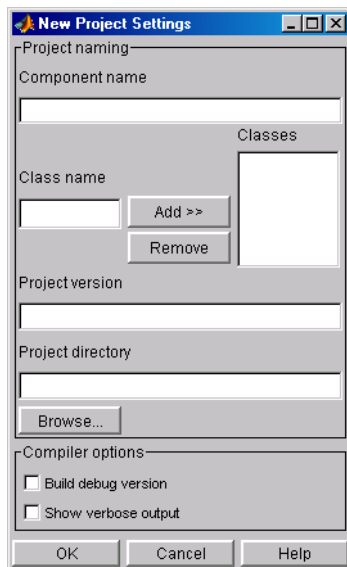 New Project Settings
Project naming
Component name
Classes
Class name
Add >>
Remove
Project version
Project directory
Browse...
Compiler options
Build debug version
Show verbose output
OK Cancel Help